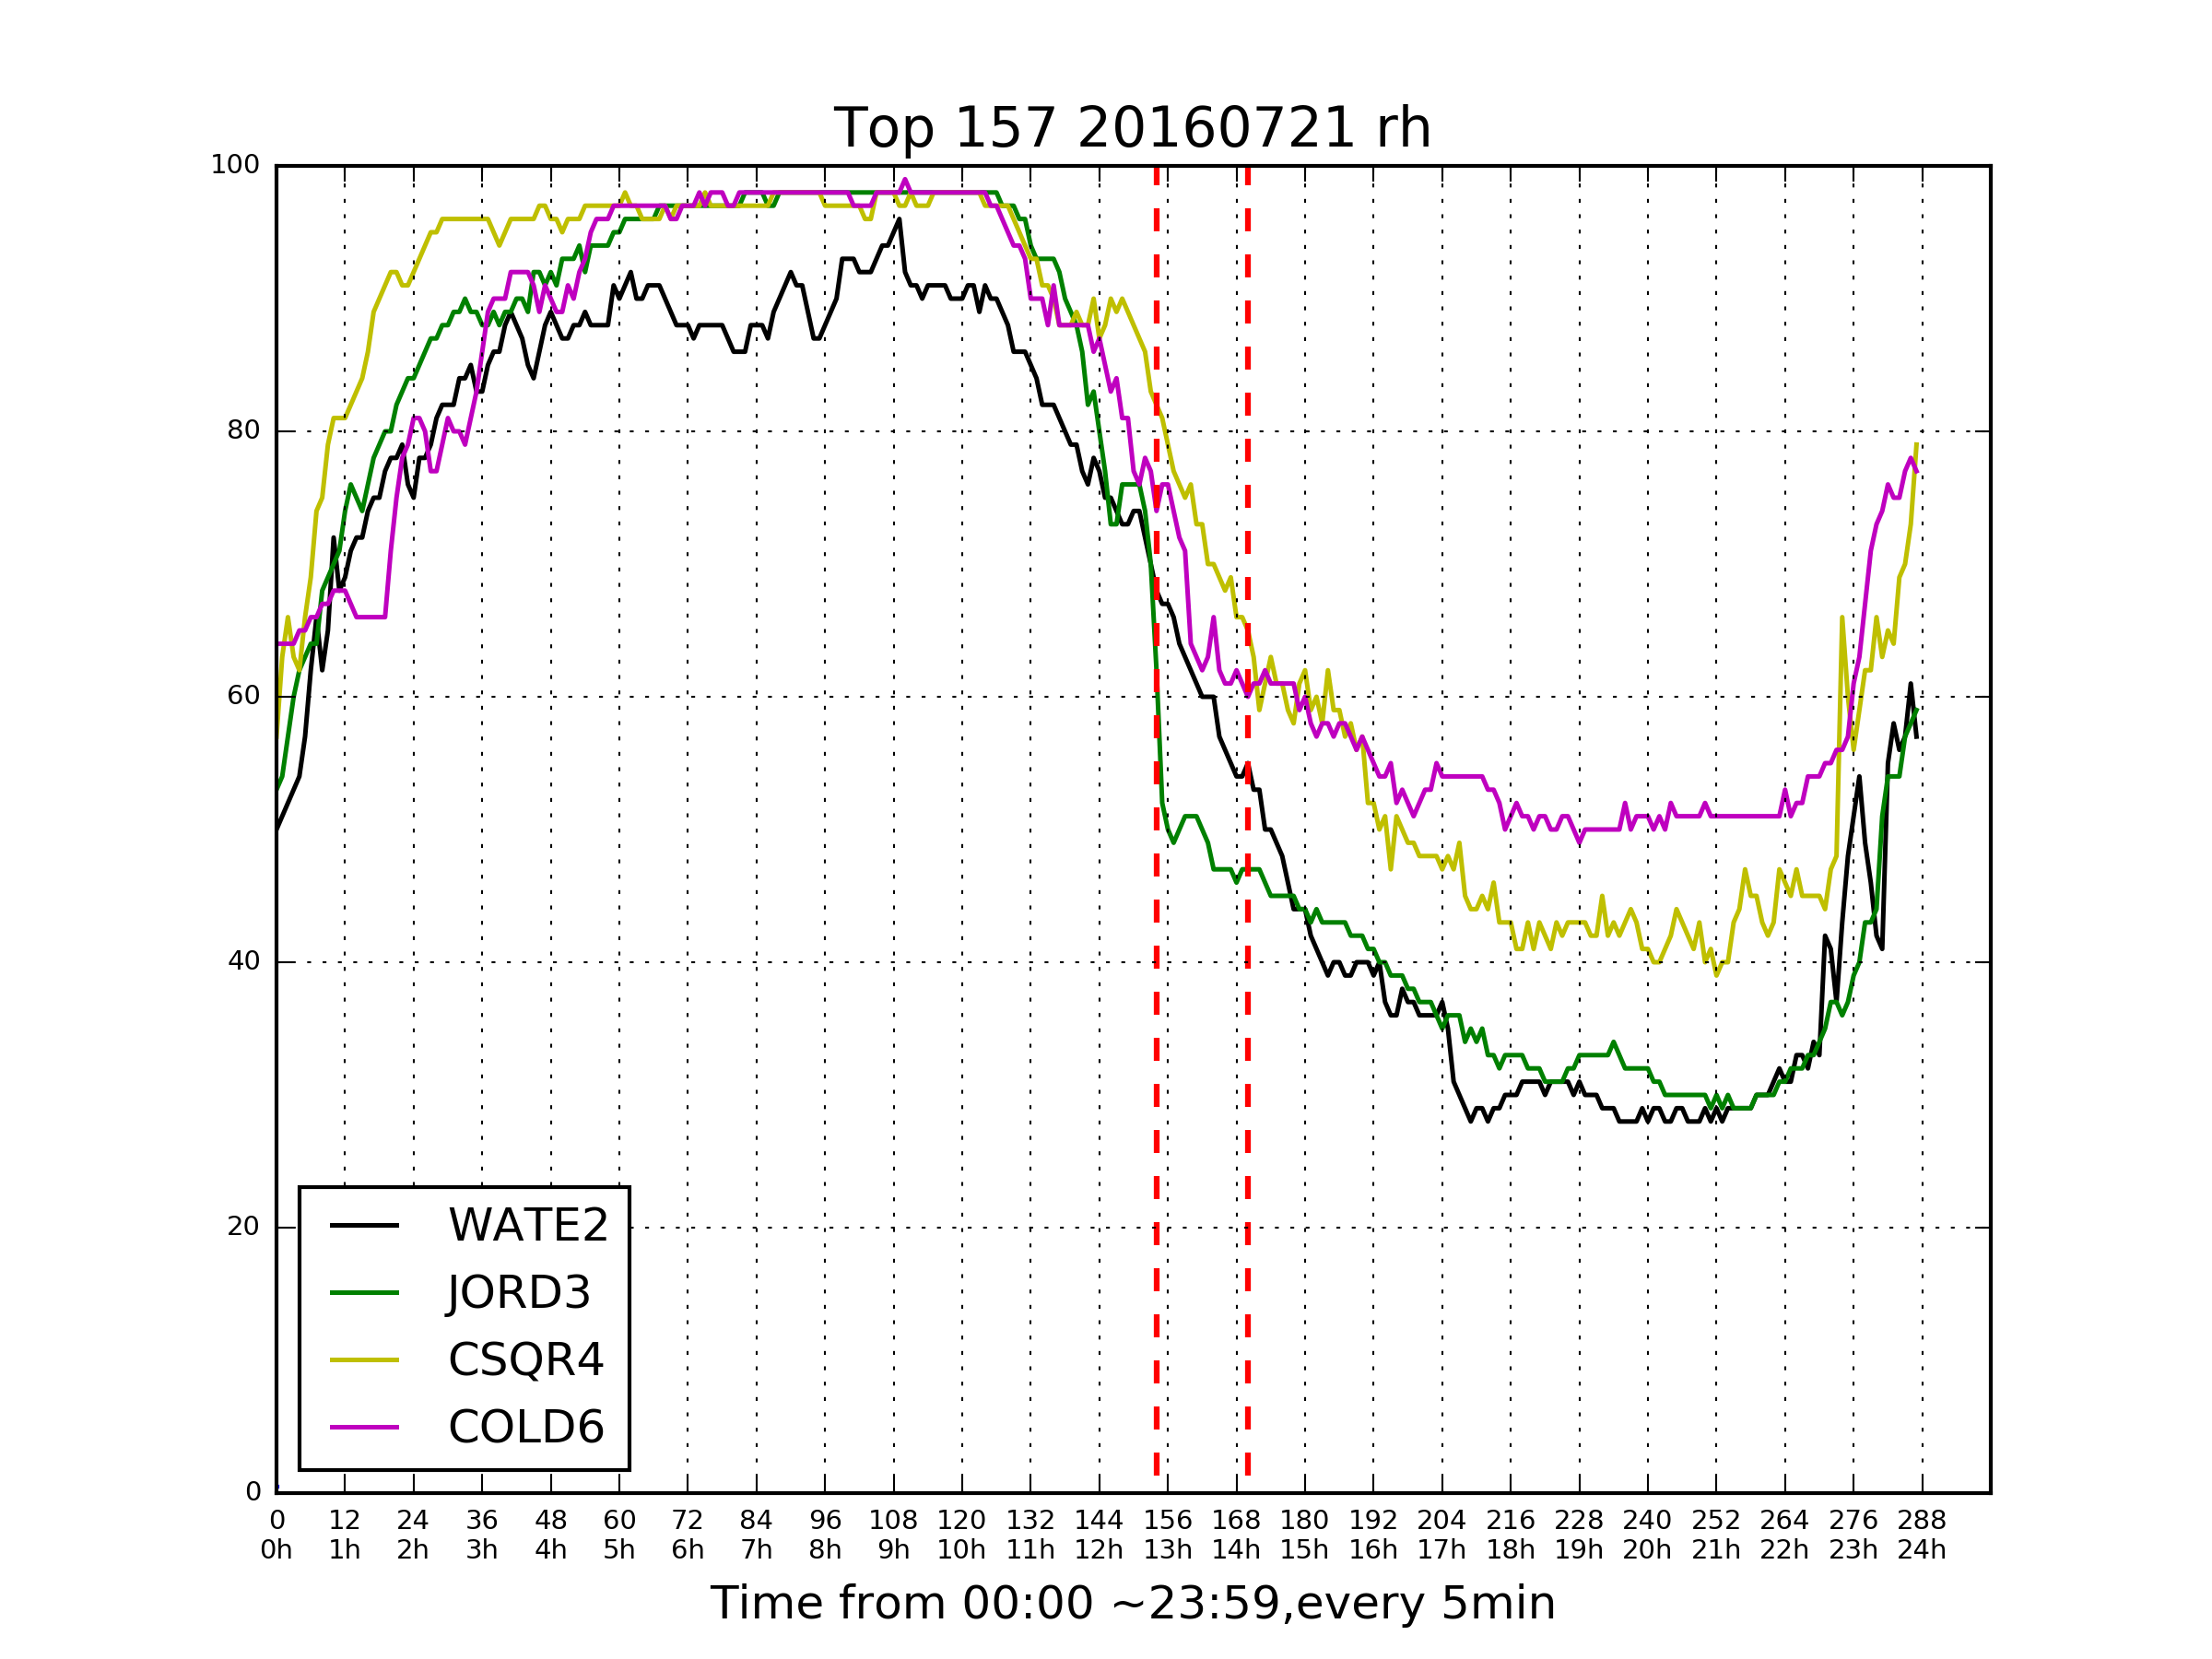 Top 157 20160721 rh
100
80
60
40
20
0
WATE2
JORD3
CSQR4
COLD6
0 12 24 36 48 60 72 84 96 108 120 132 144 156 168 180 192 204 216 228 240 252 264 276 288
0h 1h 2h 3h 4h 5h 6h 7h 8h 9h 10h 11h 12h 13h 14h 15h 16h 17h 18h 19h 20h 21h 22h 23h 24h
Time from 00:00 ~23:59,every 5min